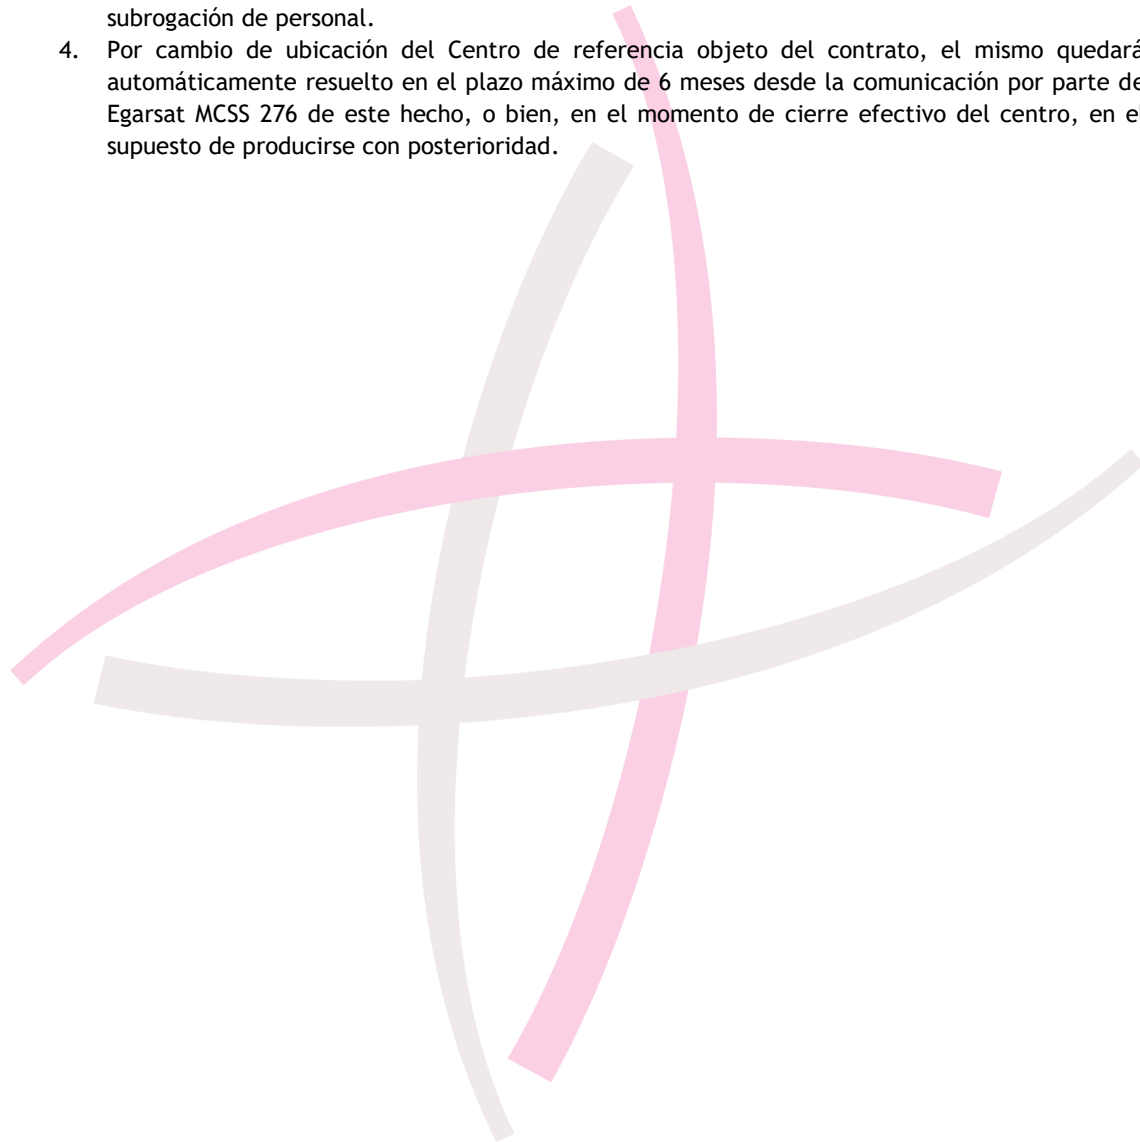 subrogación de personal.
4. Por cambio de ubicación del Centro de referencia objeto del contrato, el mismo quedará
automáticamente resuelto en el plazo máximo de 6 meses desde la comunicación por parte de
Egarsat MCSS 276 de este hecho, o bien, en el momento de cierre efectivo del centro, en el
supuesto de producirse con posterioridad.